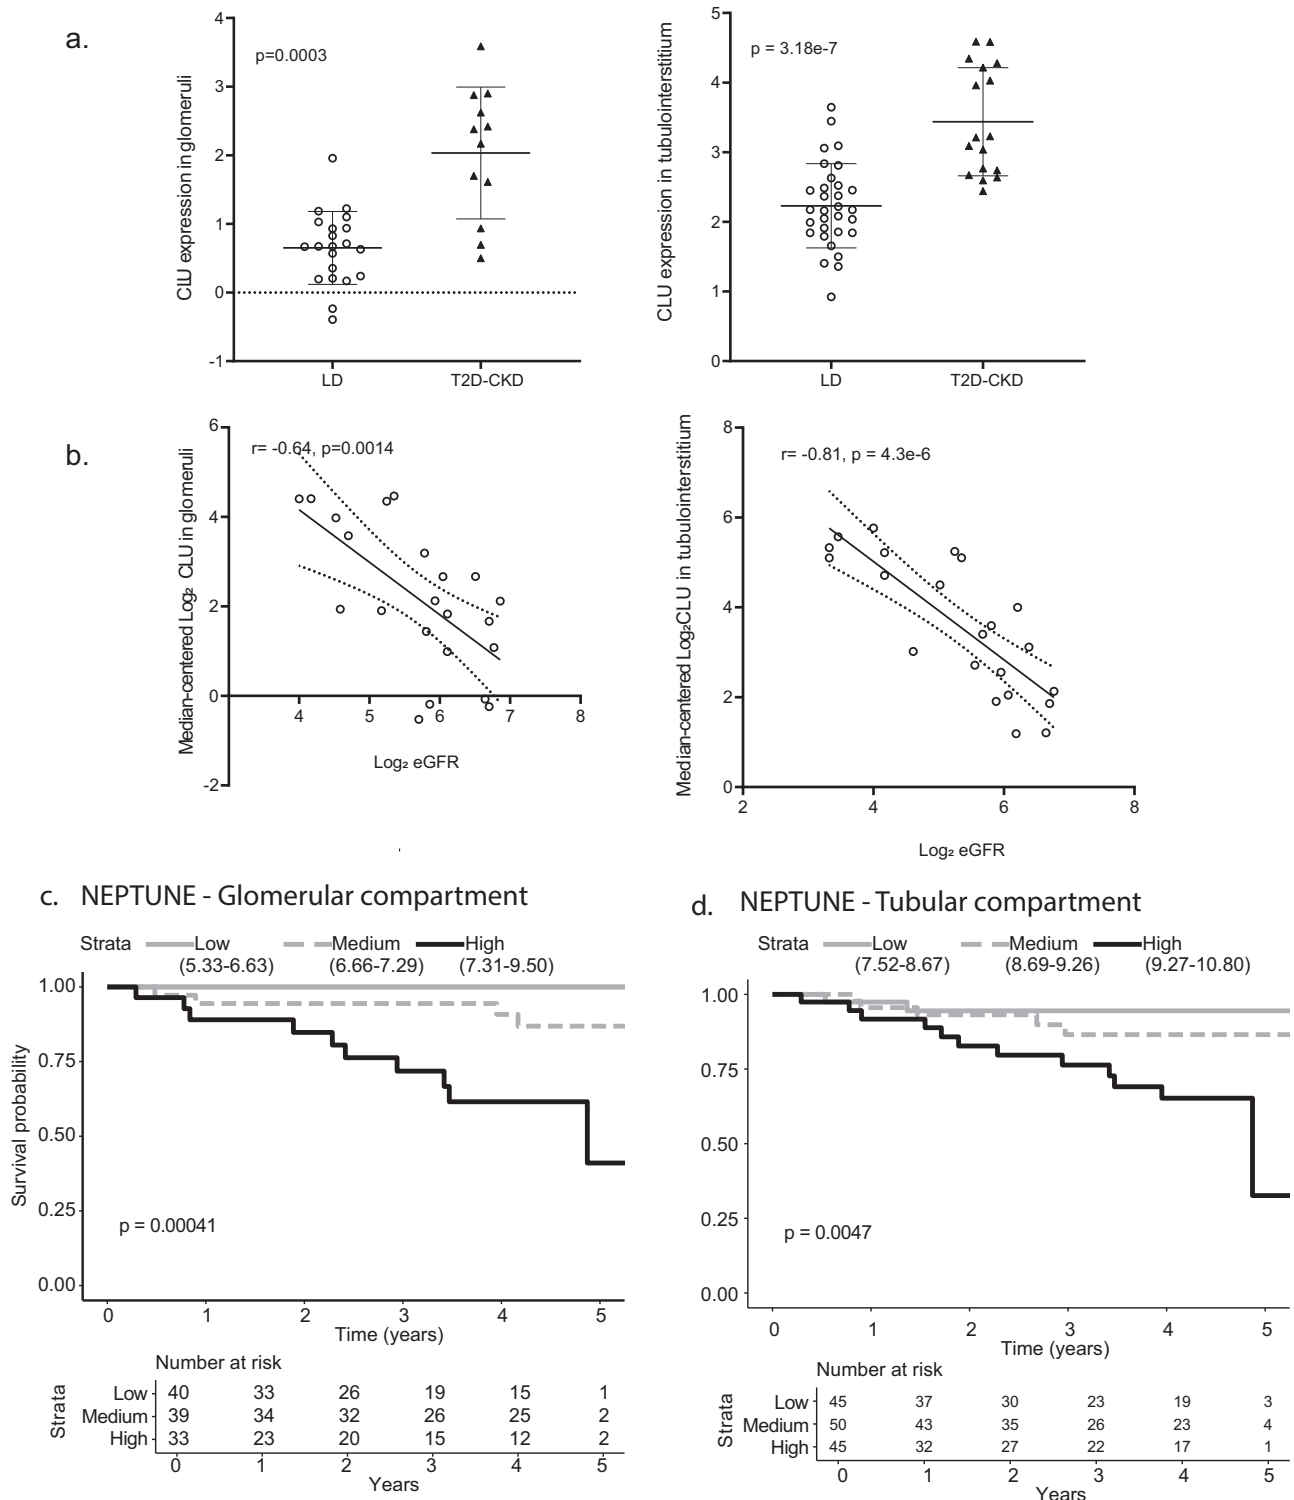 a.
p=0.0003
CLU expression in glomeruli
4
3
2
1
0
-1
LD
T2D-CKD
p = 3.18e-7
CLU expression in tubulointerstitium
5
4
3
2
1
0
LD
T2D-CKD
b.
r= -0.64, p=0.0014
Median-centered Log₂ CLU in glomeruli
6
4
2
0
-2
4 5 6 7 8
Log₂ eGFR
r= -0.81, p = 4.3e-6
Median-centered Log₂CLU in tubulointerstitium
8
6
4
2
0
2 4 6 8
Log₂ eGFR
c. NEPTUNE - Glomerular compartment
Strata Low Medium High
(5.33-6.63) (6.66-7.29) (7.31-9.50)
Survival probability
1.00
0.75
0.50
0.25
0.00
p = 0.00041
0 1 2 3 4 5
Time (years)
Number at risk
Strata
Low 40 33 26 19 15 1
Medium 39 34 32 26 25 2
High 33 23 20 15 12 2
0 1 2 3 4 5
Years
d. NEPTUNE - Tubular compartment
Strata Low Medium High
(7.52-8.67) (8.69-9.26) (9.27-10.80)
1.00
0.75
0.50
0.25
0.00
p = 0.0047
0 1 2 3 4 5
Time (years)
Number at risk
Strata
Low 45 37 30 23 19 3
Medium 50 43 35 26 23 4
High 45 32 27 22 17 1
0 1 2 3 4 5
Years